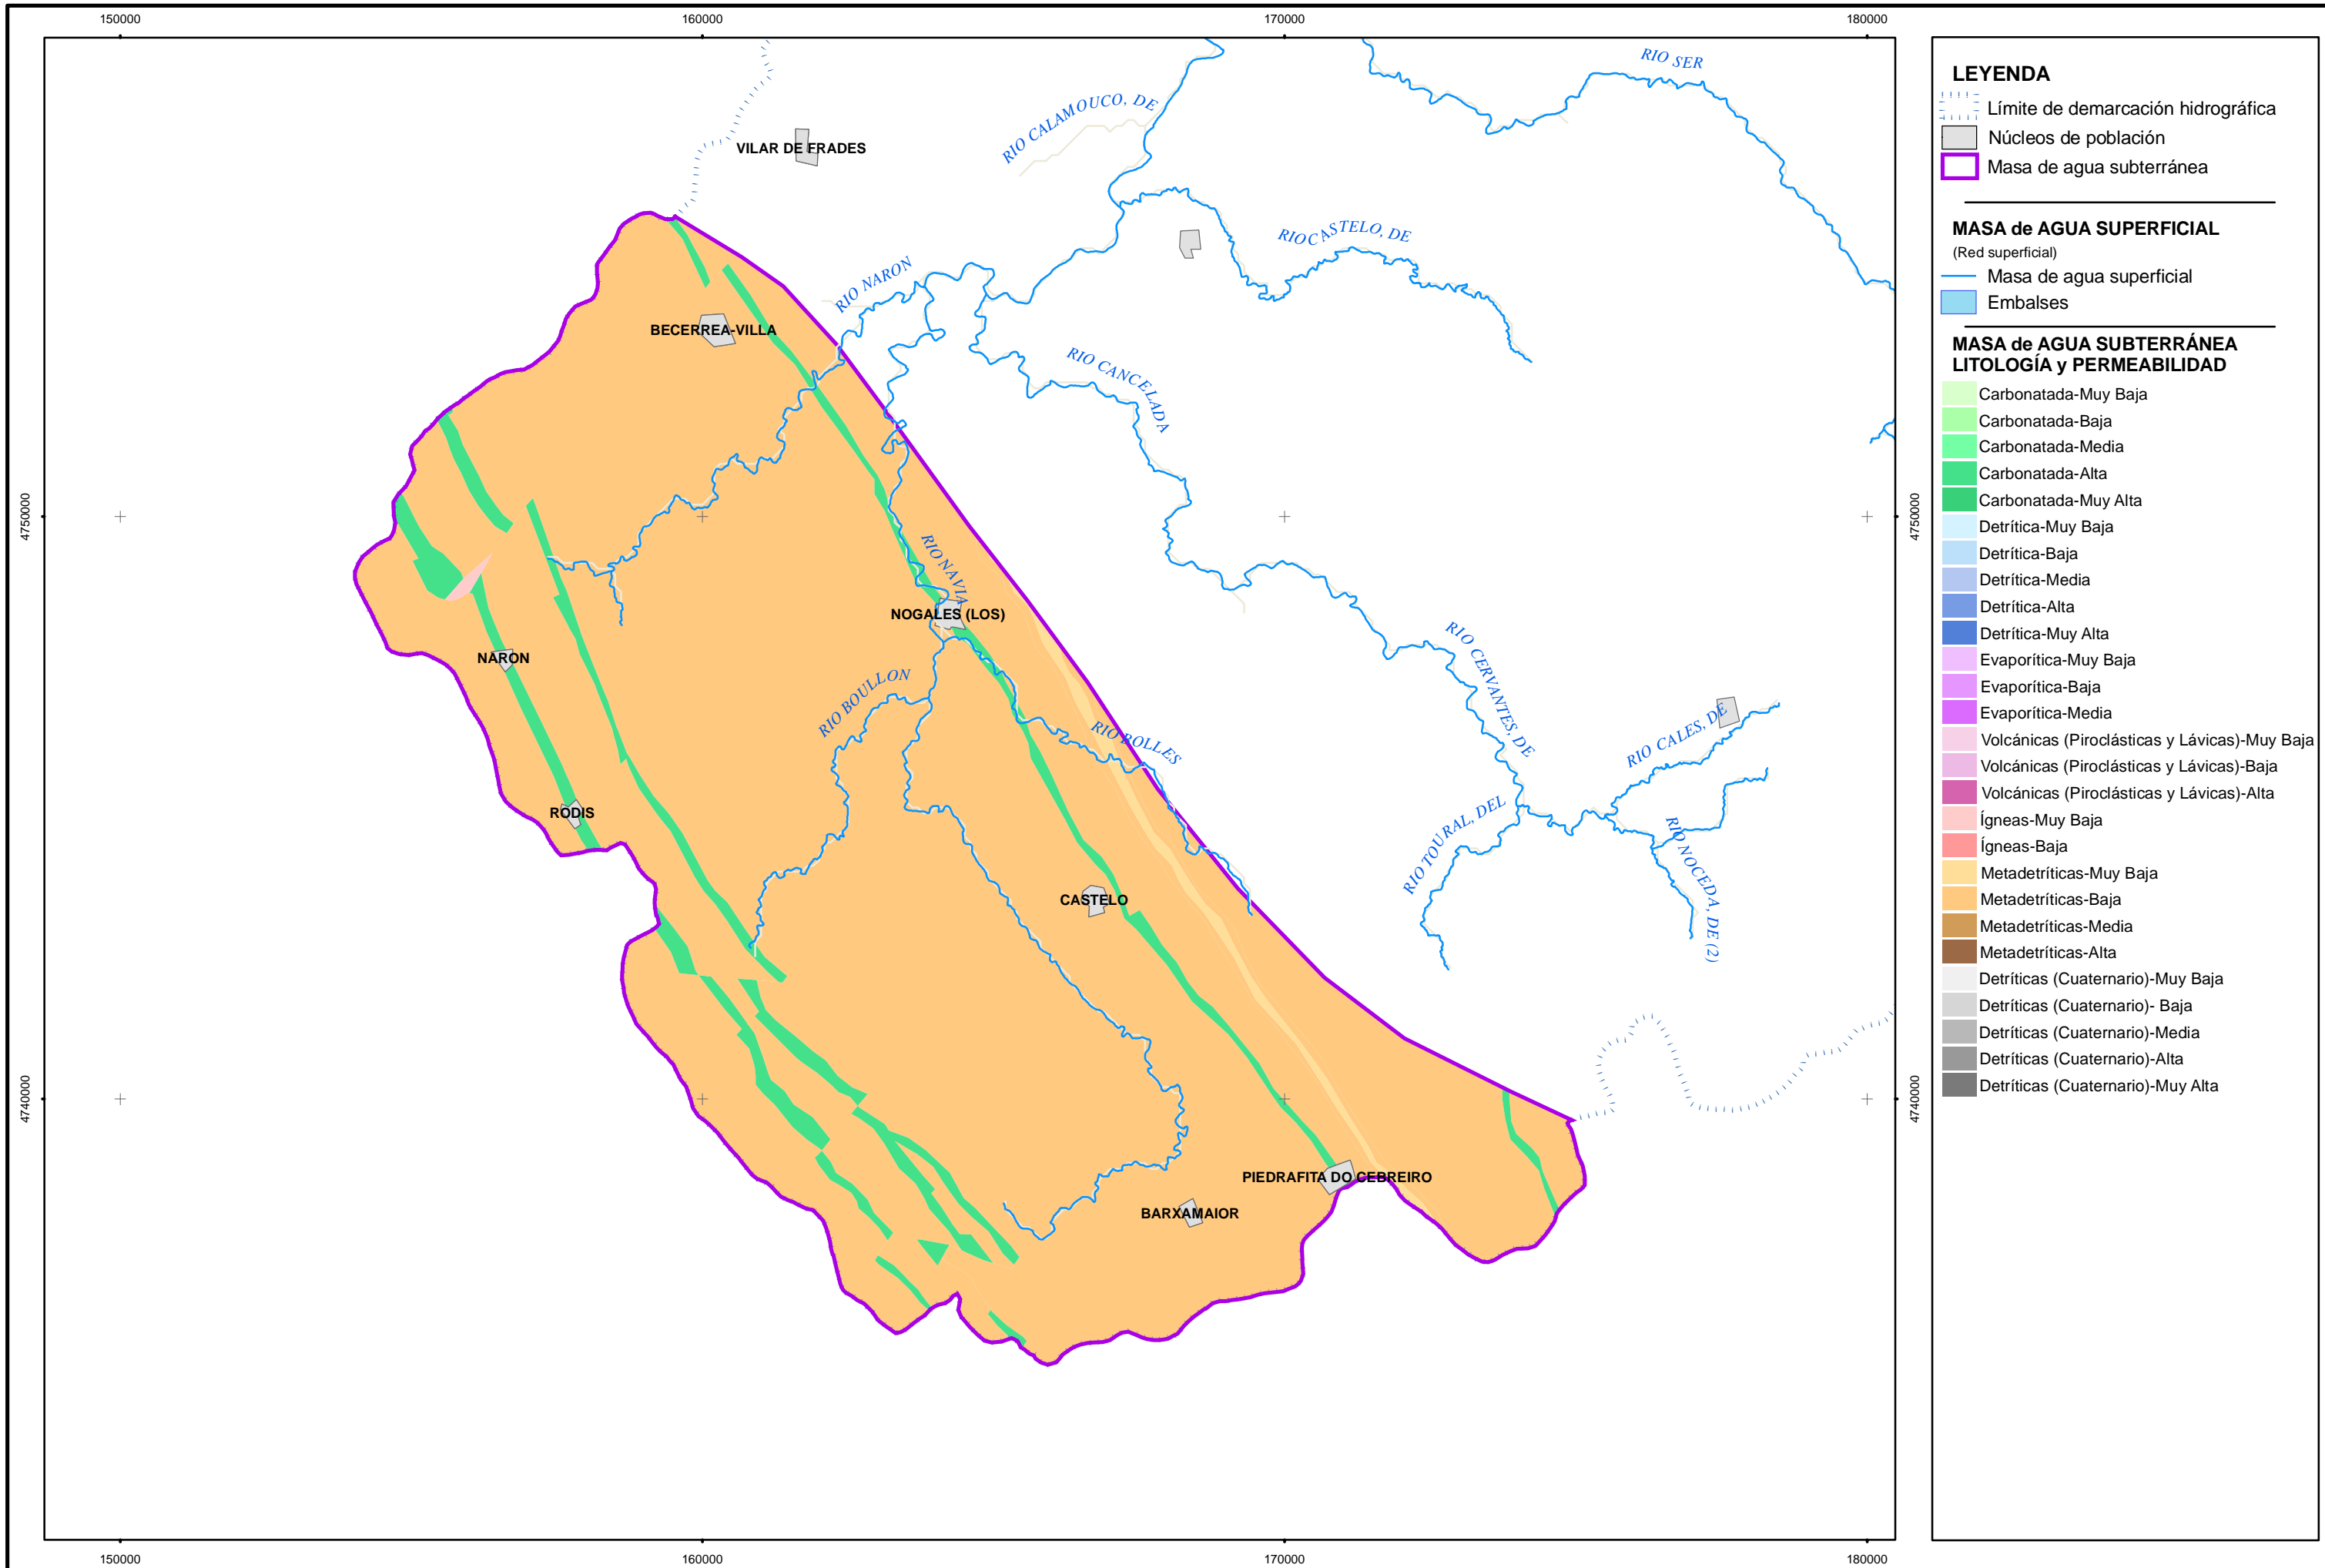 150000
160000
170000
180000
RIO SER
RIO CALAMOUCO, DE
VILAR DE FRADES
RIO CASTELO, DE
RIO NARON
BECERREA-VILLA
RIO CANCELADA
4750000
4750000
RIO NAVIA
NOGALES (LOS)
NARON
RIO BOULLON
RIO CERVANTES, DE
RIO ROLLES
RIO CALES, DE
RODIS
RIO TOURAL, DEL
RIO NOCEDA, DE (2)
CASTELO
4740000
4740000
PIEDRAFITA DO CEBREIRO
BARXAMAIOR
150000
160000
170000
180000
LEYENDA
Límite de demarcación hidrográfica
Núcleos de población
Masa de agua subterránea
MASA de AGUA SUPERFICIAL
(Red superficial)
Masa de agua superficial
Embalses
MASA de AGUA SUBTERRÁNEA
LITOLOGÍA y PERMEABILIDAD
Carbonatada-Muy Baja
Carbonatada-Baja
Carbonatada-Media
Carbonatada-Alta
Carbonatada-Muy Alta
Detrítica-Muy Baja
Detrítica-Baja
Detrítica-Media
Detrítica-Alta
Detrítica-Muy Alta
Evaporítica-Muy Baja
Evaporítica-Baja
Evaporítica-Media
Volcánicas (Piroclásticas y Lávicas)-Muy Baja
Volcánicas (Piroclásticas y Lávicas)-Baja
Volcánicas (Piroclásticas y Lávicas)-Alta
Ígneas-Muy Baja
Ígneas-Baja
Metadetríticas-Muy Baja
Metadetríticas-Baja
Metadetríticas-Media
Metadetríticas-Alta
Detríticas (Cuaternario)-Muy Baja
Detríticas (Cuaternario)- Baja
Detríticas (Cuaternario)-Media
Detríticas (Cuaternario)-Alta
Detríticas (Cuaternario)-Muy Alta